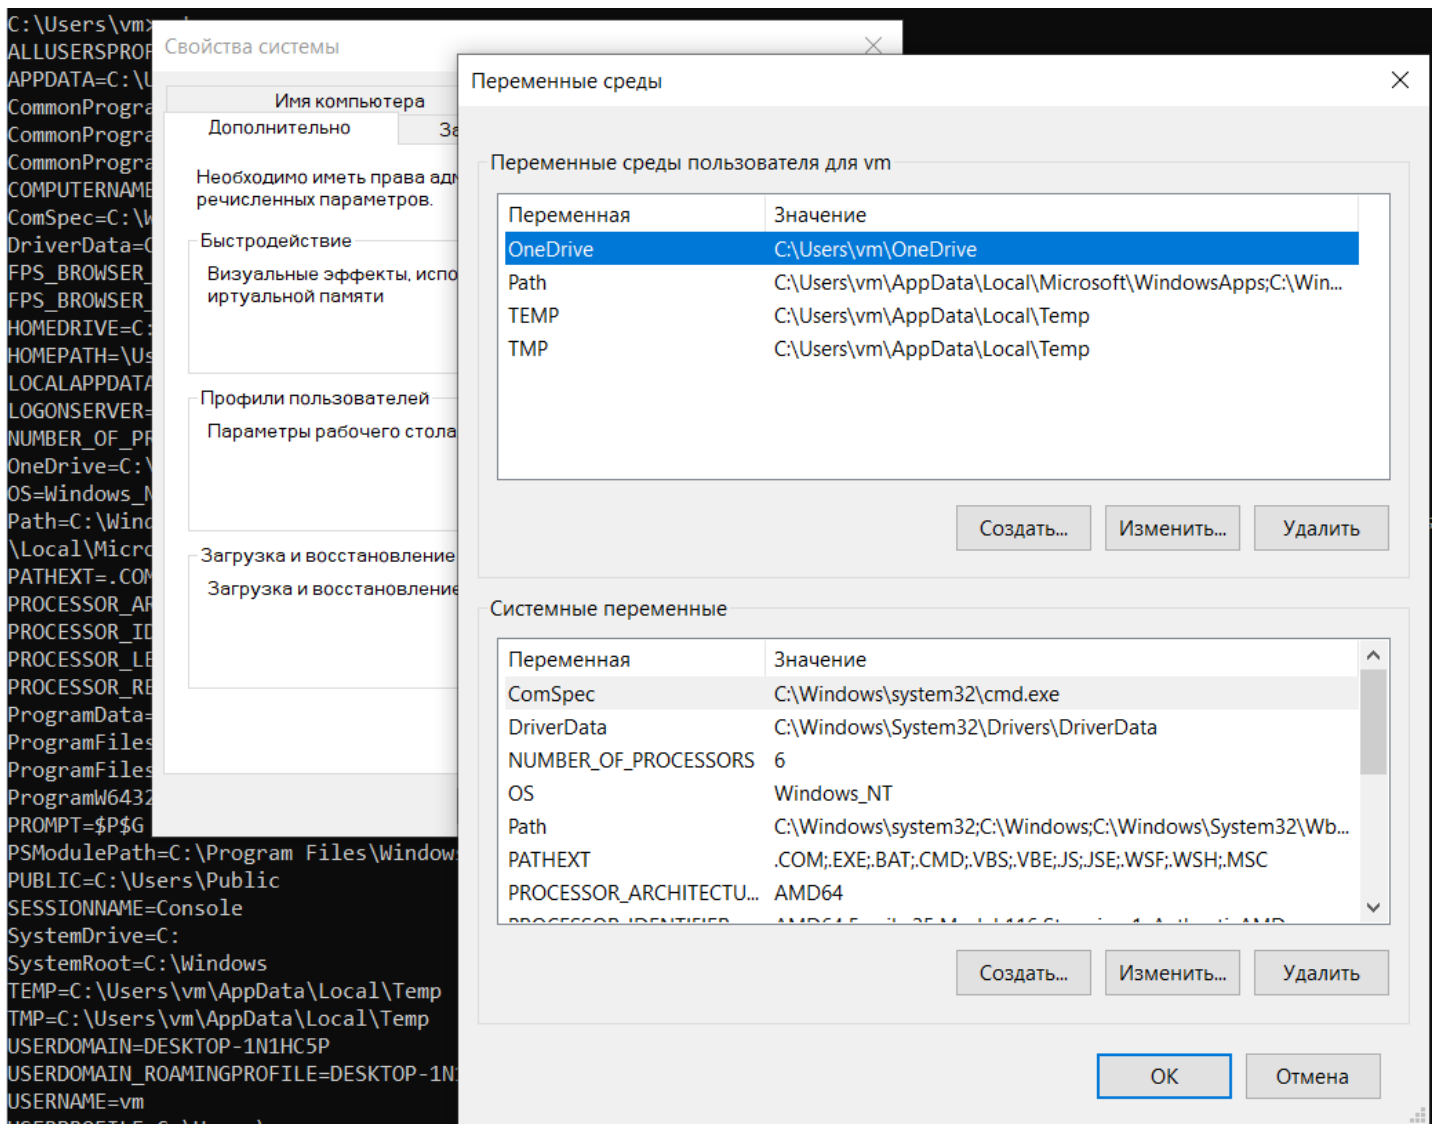 C:\Users\vm>
ALLUSERSPROF
APPDATA=C:\U
CommonProgra
CommonProgra
CommonProgra
COMPUTERNAME
ComSpec=C:\W
DriverData=C
FPS_BROWSER_
FPS_BROWSER_
HOMEDRIVE=C:
HOMEPATH=\Us
LOCALAPPDATA
LOGONSERVER=
NUMBER_OF_PR
OneDrive=C:\
OS=Windows_N
Path=C:\Wind
\Local\Micro
PATHEXT=.COM
PROCESSOR_AR
PROCESSOR_ID
PROCESSOR_LE
PROCESSOR_RE
ProgramData=
ProgramFiles
ProgramFiles
ProgramW6432
PROMPT=$P$G
PSModulePath=C:\Program Files\Window
PUBLIC=C:\Users\Public
SESSIONNAME=Console
SystemDrive=C:
SystemRoot=C:\Windows
TEMP=C:\Users\vm\AppData\Local\Temp
TMP=C:\Users\vm\AppData\Local\Temp
USERDOMAIN=DESKTOP-1N1HC5P
USERDOMAIN_ROAMINGPROFILE=DESKTOP-1N
USERNAME=vm
Свойства системы
Имя компьютера
Дополнительно За
Необходимо иметь права адм
речисленных параметров.
Быстродействие
Визуальные эффекты, испо
иртуальной памяти
Профили пользователей
Параметры рабочего стола
Загрузка и восстановление
Загрузка и восстановление
Переменные среды
Переменные среды пользователя для vm
Переменная Значение
OneDrive C:\Users\vm\OneDrive
Path C:\Users\vm\AppData\Local\Microsoft\WindowsApps;C:\Win...
TEMP C:\Users\vm\AppData\Local\Temp
TMP C:\Users\vm\AppData\Local\Temp
Создать... Изменить... Удалить
Системные переменные
Переменная Значение
ComSpec C:\Windows\system32\cmd.exe
DriverData C:\Windows\System32\Drivers\DriverData
NUMBER_OF_PROCESSORS 6
OS Windows_NT
Path C:\Windows\system32;C:\Windows;C:\Windows\System32\Wb...
PATHEXT .COM;.EXE;.BAT;.CMD;.VBS;.VBE;.JS;.JSE;.WSF;.WSH;.MSC
PROCESSOR_ARCHITECTU... AMD64
Создать... Изменить... Удалить
OK Отмена